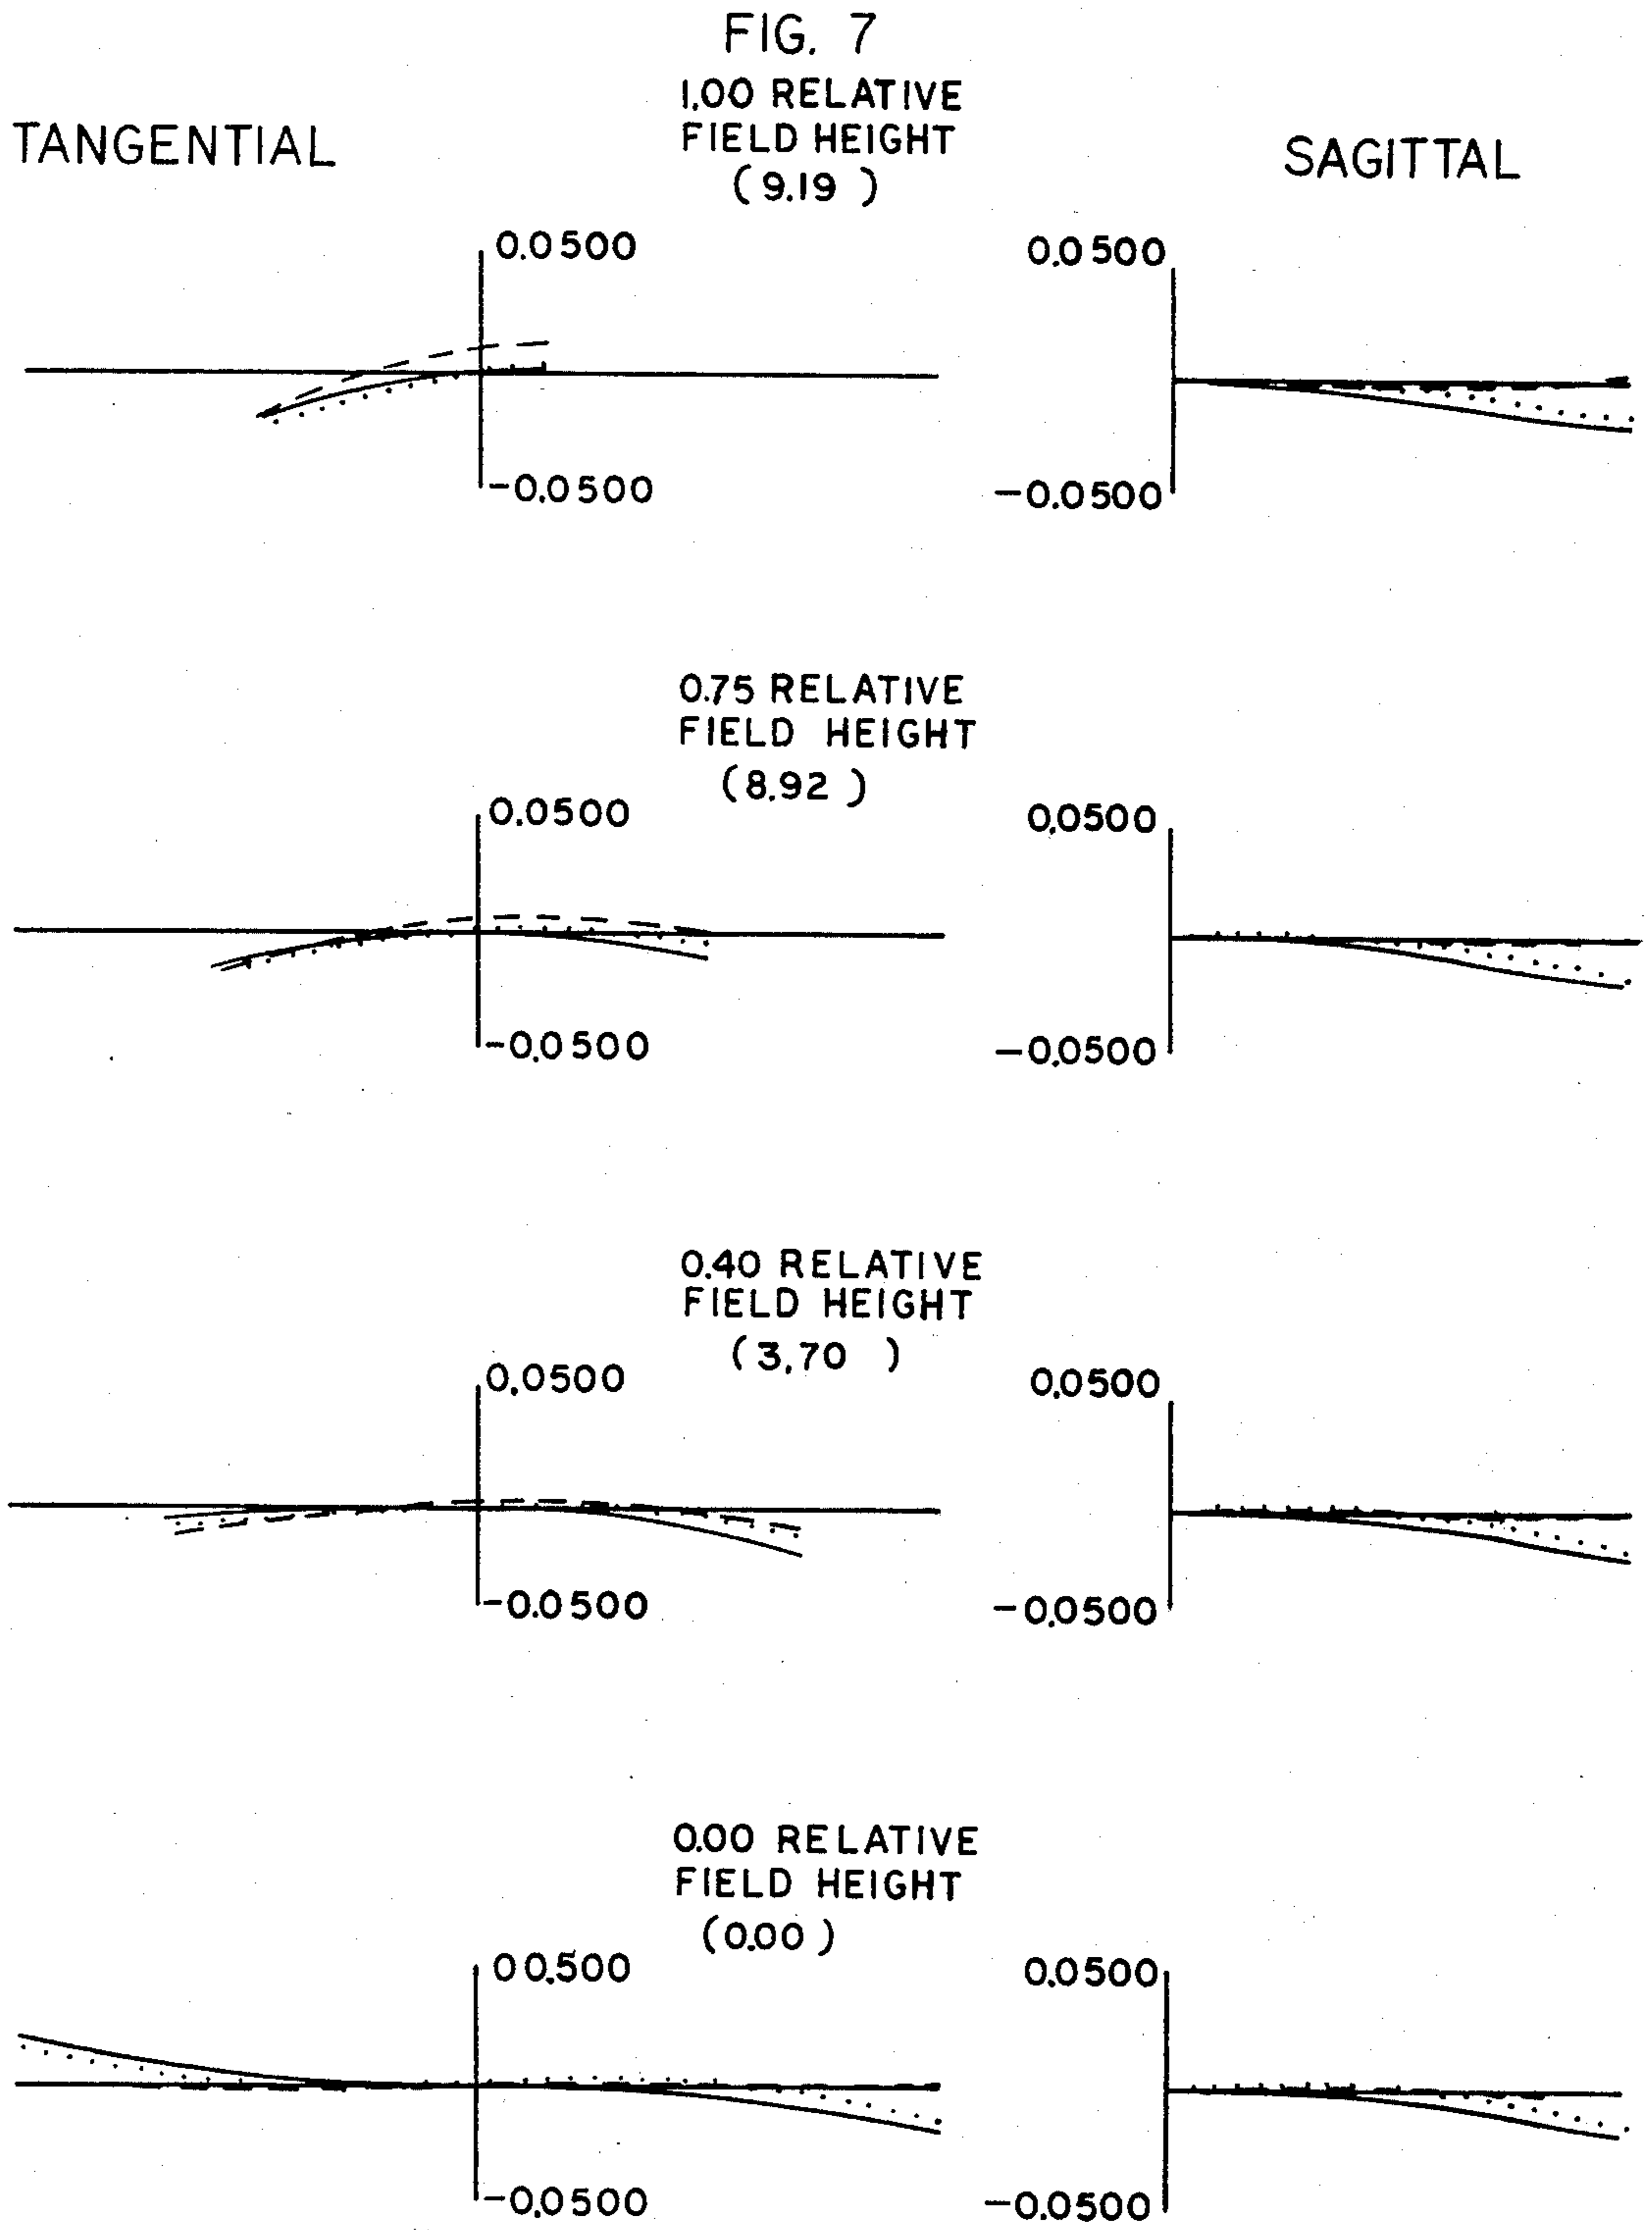 FIG. 7
1.00 RELATIVE
FIELD HEIGHT
(9.19)
TANGENTIAL
SAGITTAL
0.0500
0.0500
-0.0500
-0.0500
0.75 RELATIVE
FIELD HEIGHT
(8.92)
0.0500
0.0500
-0.0500
-0.0500
0.40 RELATIVE
FIELD HEIGHT
(3.70)
0.0500
0.0500
-0.0500
-0.0500
0.00 RELATIVE
FIELD HEIGHT
(0.00)
00.500
0.0500
-0.0500
-0.0500